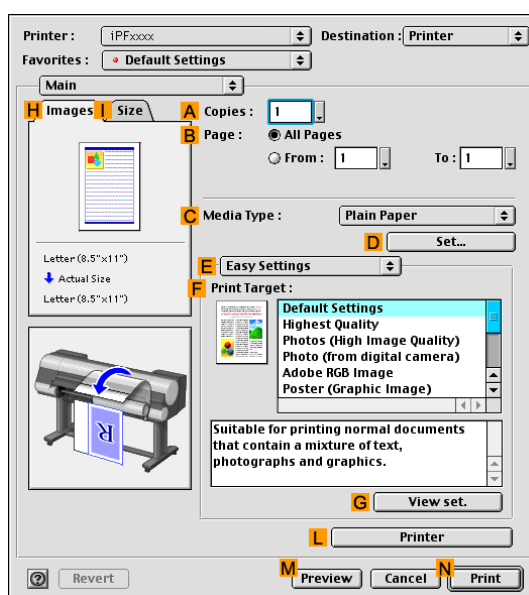 Printer : iPFxxxx Destination : Printer
Favorites : Default Settings
Main
H Images I Size
A Copies : 1
B Page : All Pages
From : 1 To : 1
C Media Type : Plain Paper
D Set...
Letter (8.5"x11")
Actual Size
Letter (8.5"x11")
E Easy Settings
F Print Target :
Default Settings
Highest Quality
Photos (High Image Quality)
Photo (from digital camera)
Adobe RGB Image
Poster (Graphic Image)
R
Suitable for printing normal documents
that contain a mixture of text,
photographs and graphics.
G View set.
L Printer
? Revert M Preview Cancel N Print